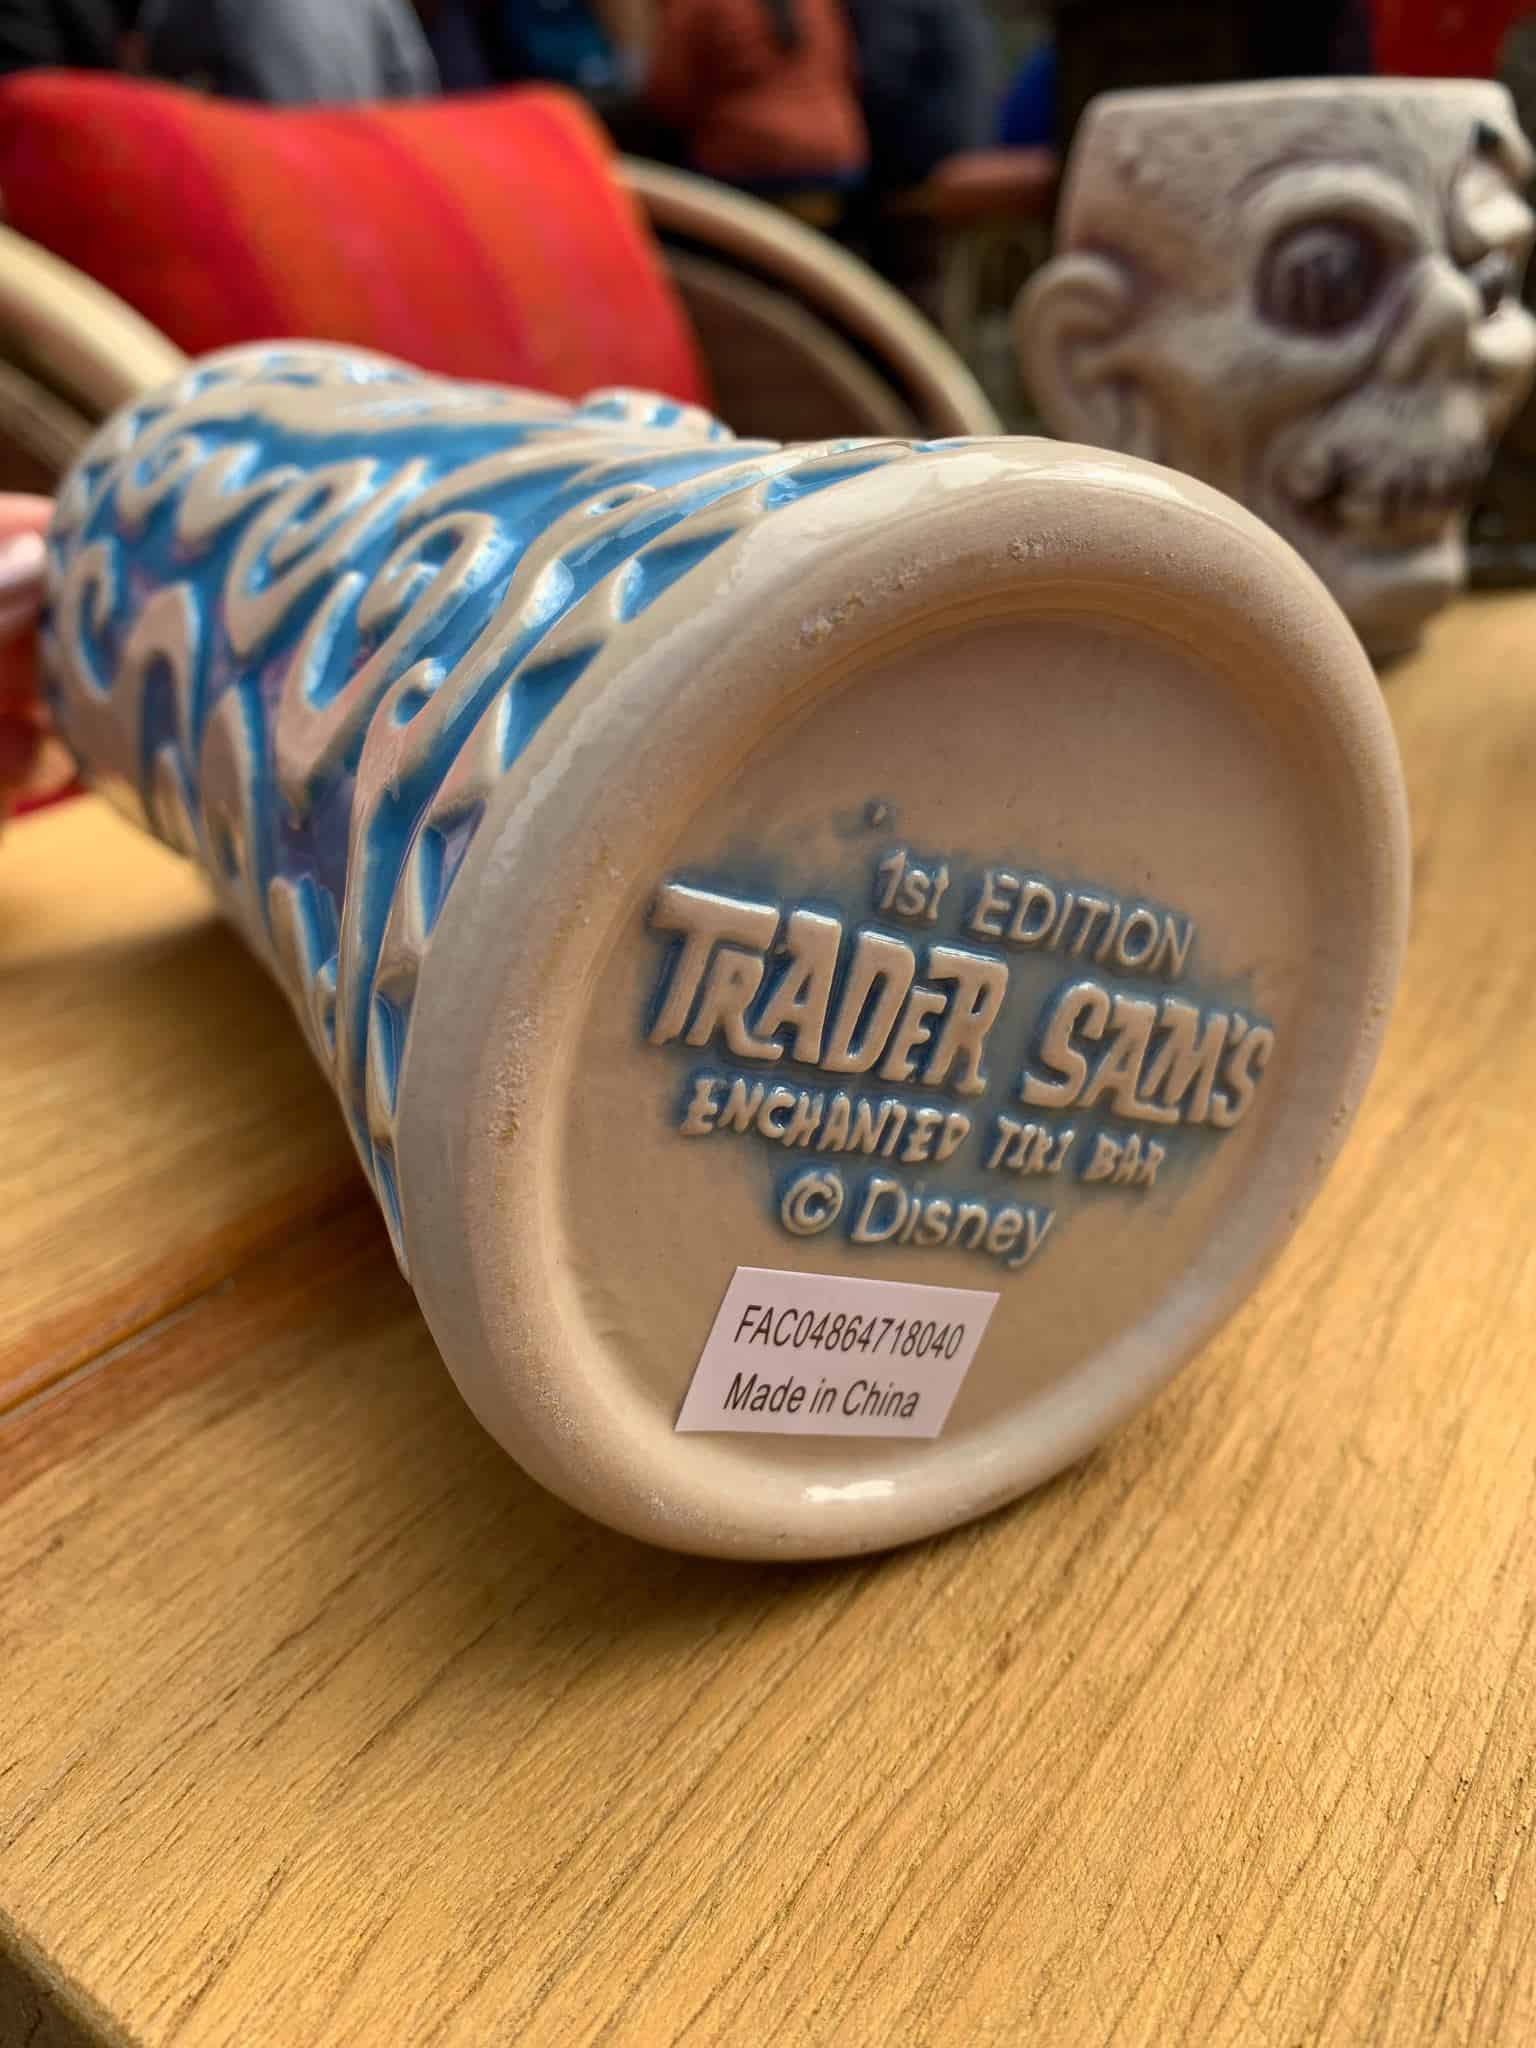 1st EDITION
TRADER SAM'S
ENCHANTED TIKI BAR
© Disney
FAC04864718040
Made in China